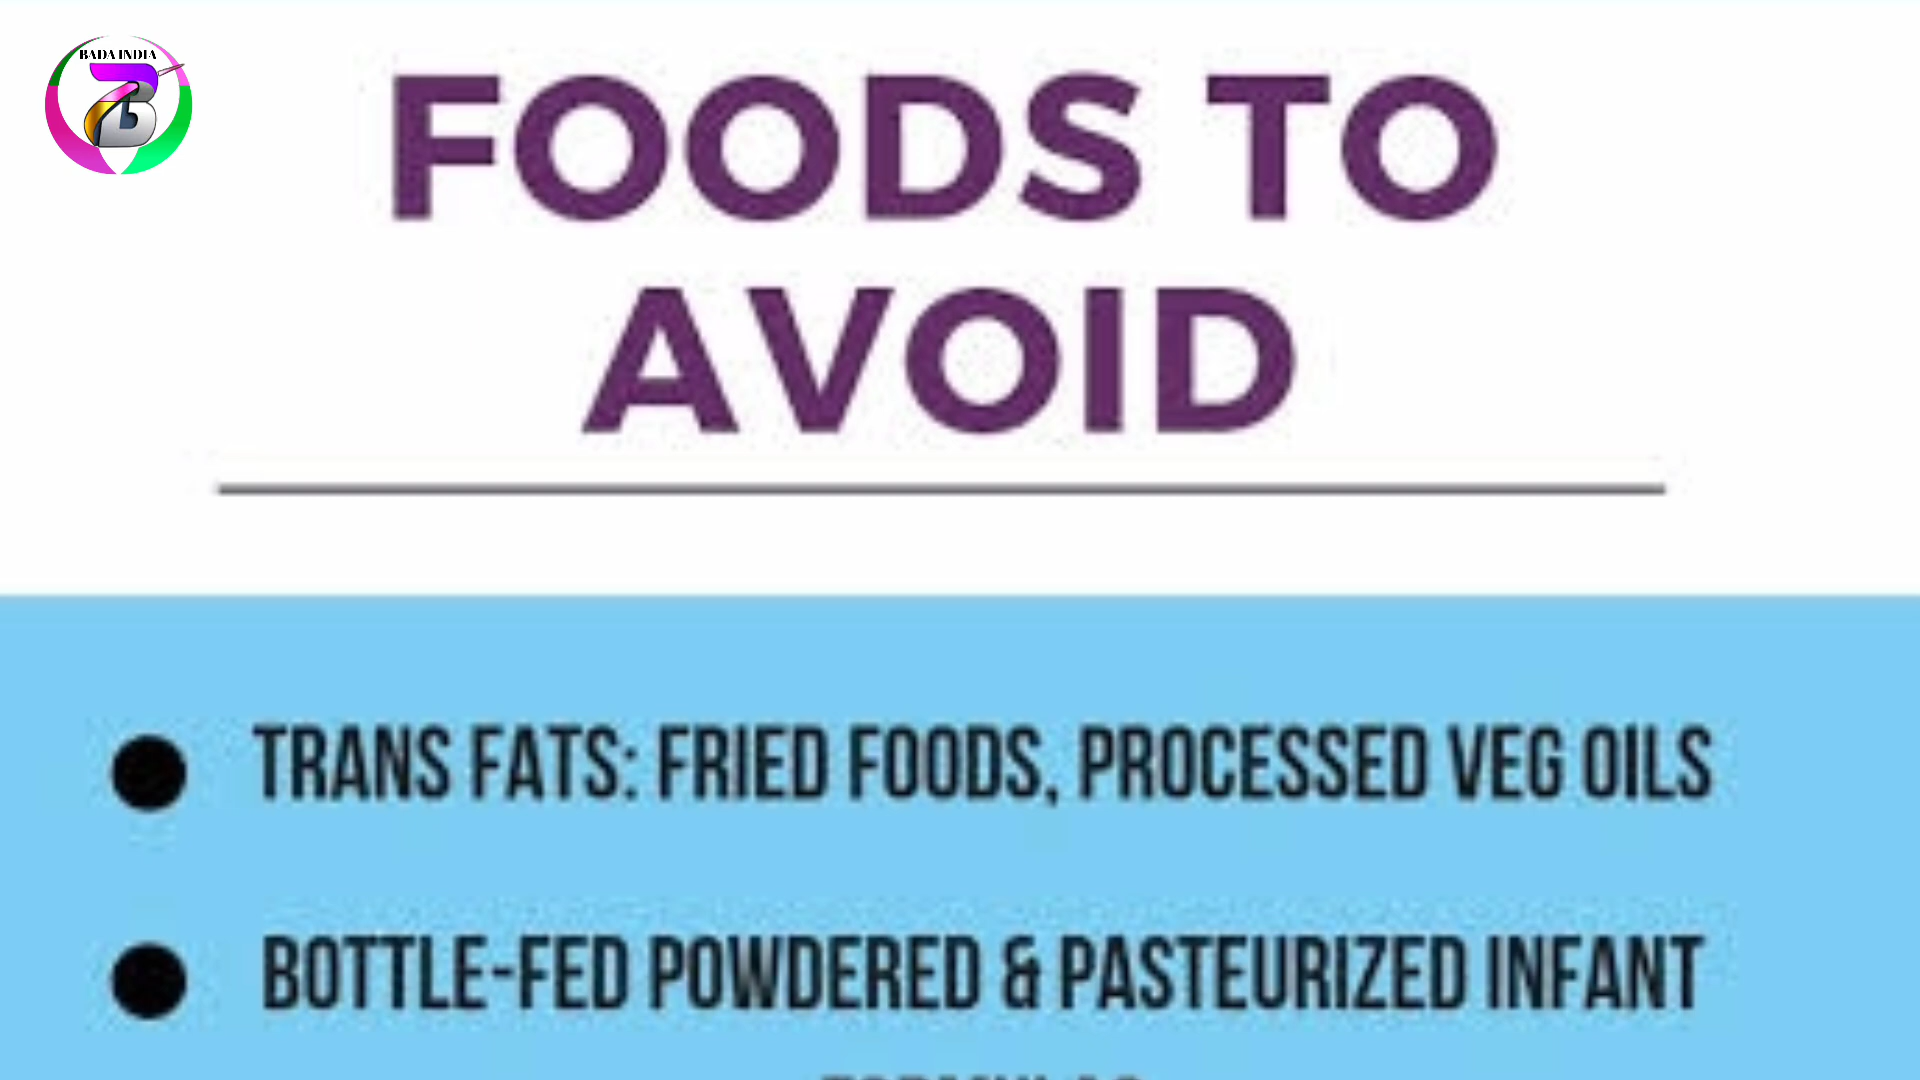 BADA INDIA
B
FOODS TO
AVOID
TRANS FATS: FRIED FOODS, PROCESSED VEG OILS
BOTTLE-FED POWDERED & PASTEURIZED INFANT